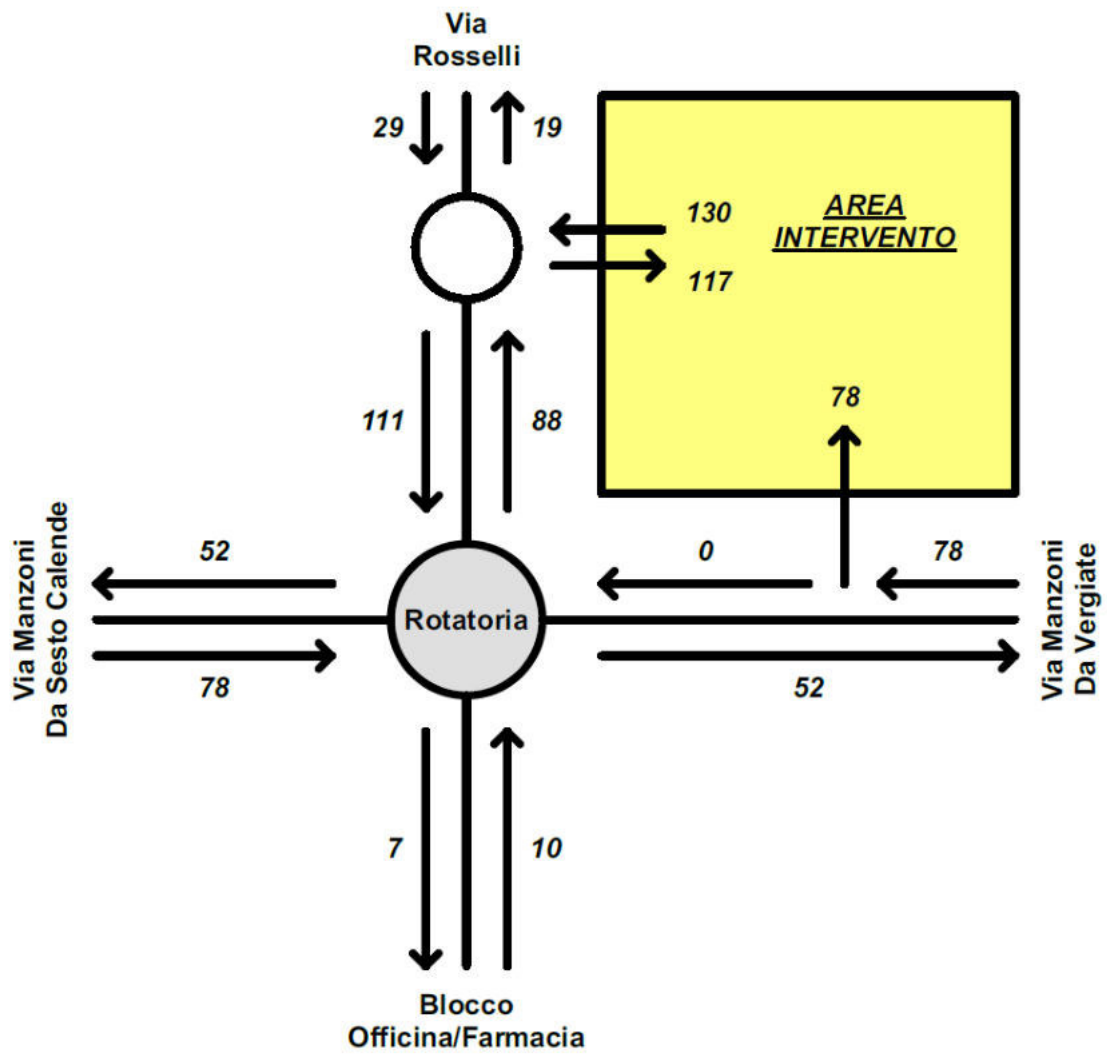 Via
Rosselli
29
19
130
AREA
INTERVENTO
117
111
88
78
Via Manzoni
Da Sesto Calende
52
0
78
Via Manzoni
Da Vergiate
Rotatoria
78
52
7
10
Blocco
Officina/Farmacia